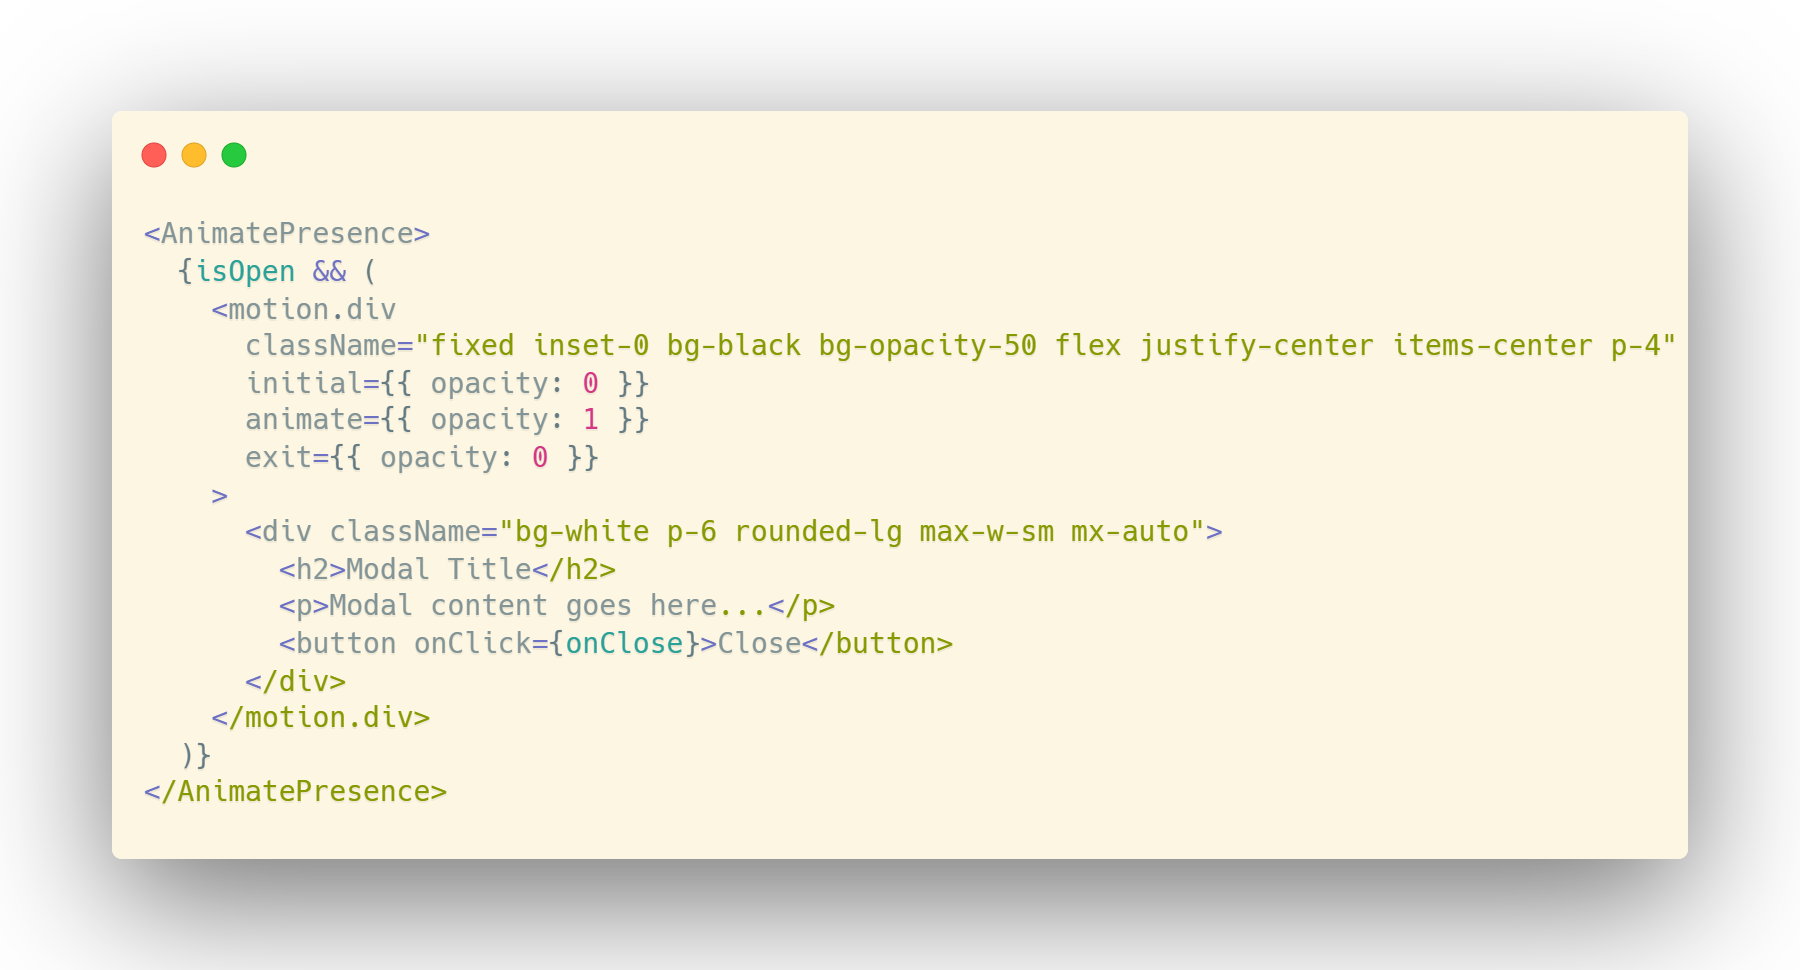 <AnimatePresence>
  {isOpen && (
    <motion.div
      className="fixed inset-0 bg-black bg-opacity-50 flex justify-center items-center p-4"
      initial={{ opacity: 0 }}
      animate={{ opacity: 1 }}
      exit={{ opacity: 0 }}
    >
      <div className="bg-white p-6 rounded-lg max-w-sm mx-auto">
        <h2>Modal Title</h2>
        <p>Modal content goes here...</p>
        <button onClick={onClose}>Close</button>
      </div>
    </motion.div>
  )}
</AnimatePresence>